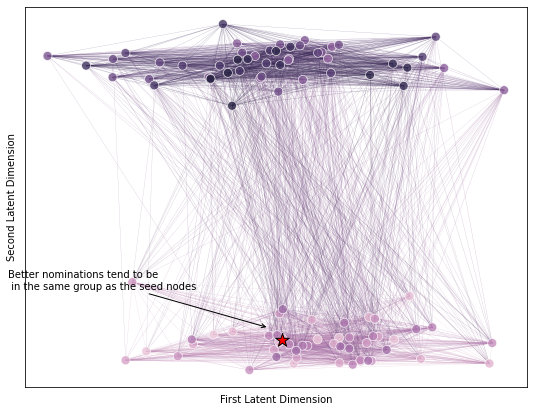 Second Latent Dimension
Better nominations tend to be
in the same group as the seed nodes
First Latent Dimension